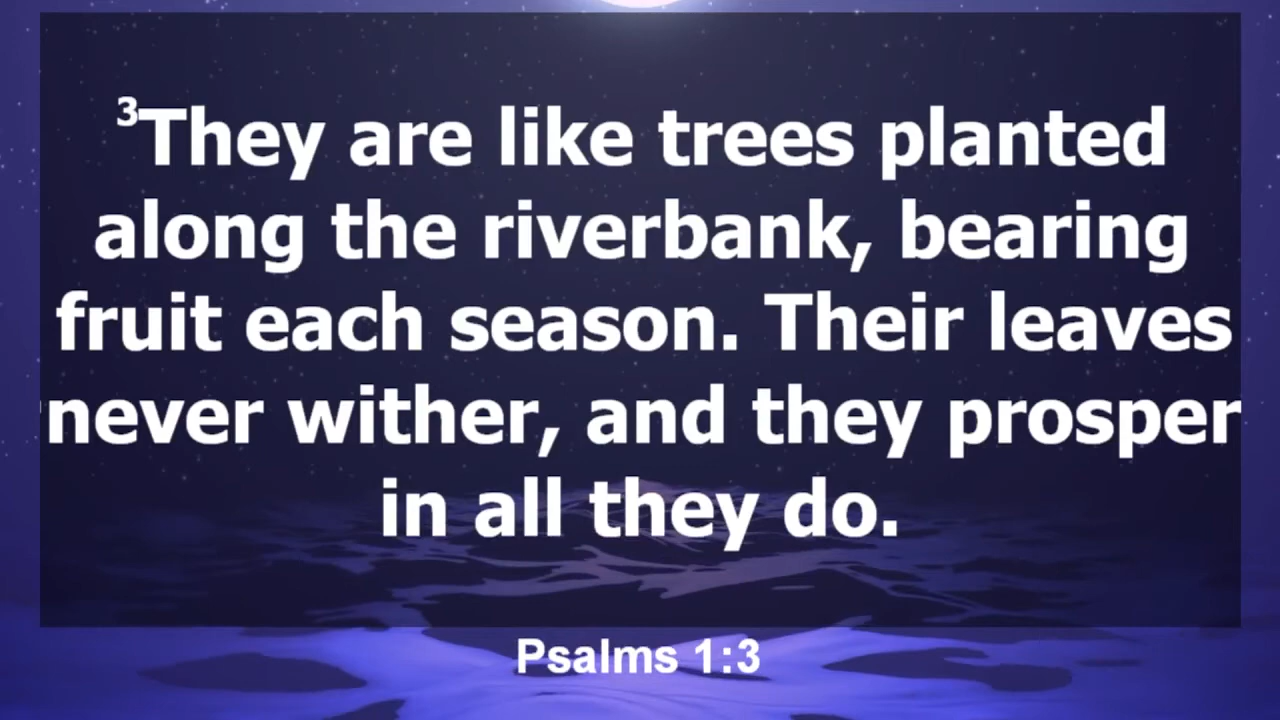 ³They are like trees planted
along the riverbank, bearing
fruit each season. Their leaves
never wither, and they prosper
in all they do.
Psalms 1:3